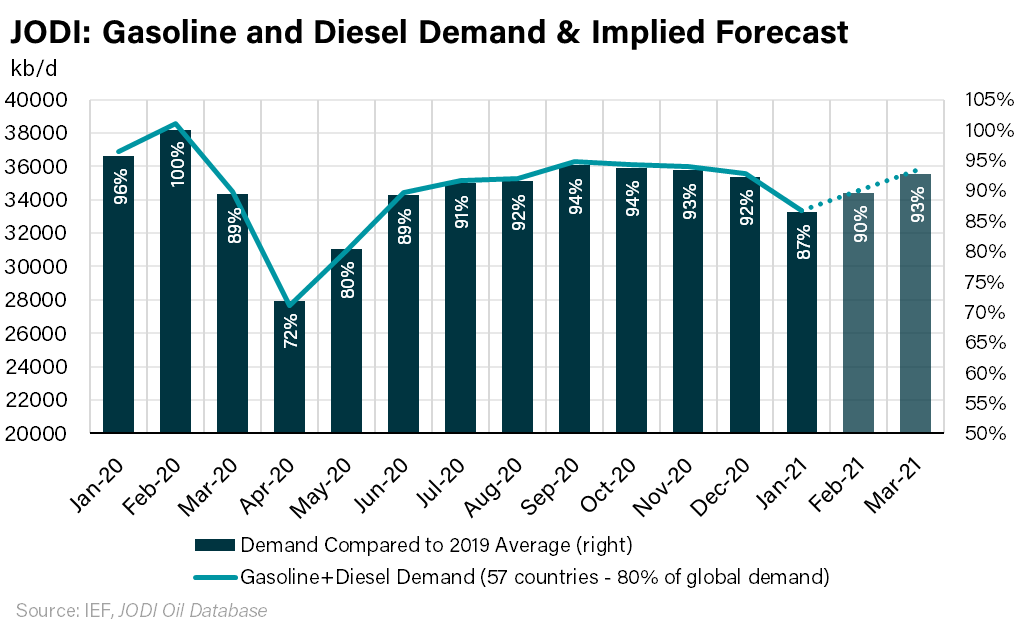 JODI: Gasoline and Diesel Demand & Implied Forecast
kb/d
40000
38000
36000
34000
32000
30000
28000
26000
24000
22000
20000
105%
100%
95%
90%
85%
80%
75%
70%
65%
60%
55%
50%
96%
100%
89%
72%
80%
89%
91%
92%
94%
94%
93%
92%
87%
90%
93%
Jan-20
Feb-20
Mar-20
Apr-20
May-20
Jun-20
Jul-20
Aug-20
Sep-20
Oct-20
Nov-20
Dec-20
Jan-21
Feb-21
Mar-21
Demand Compared to 2019 Average (right)
Gasoline+Diesel Demand (57 countries - 80% of global demand)
Source: IEF, JODI Oil Database